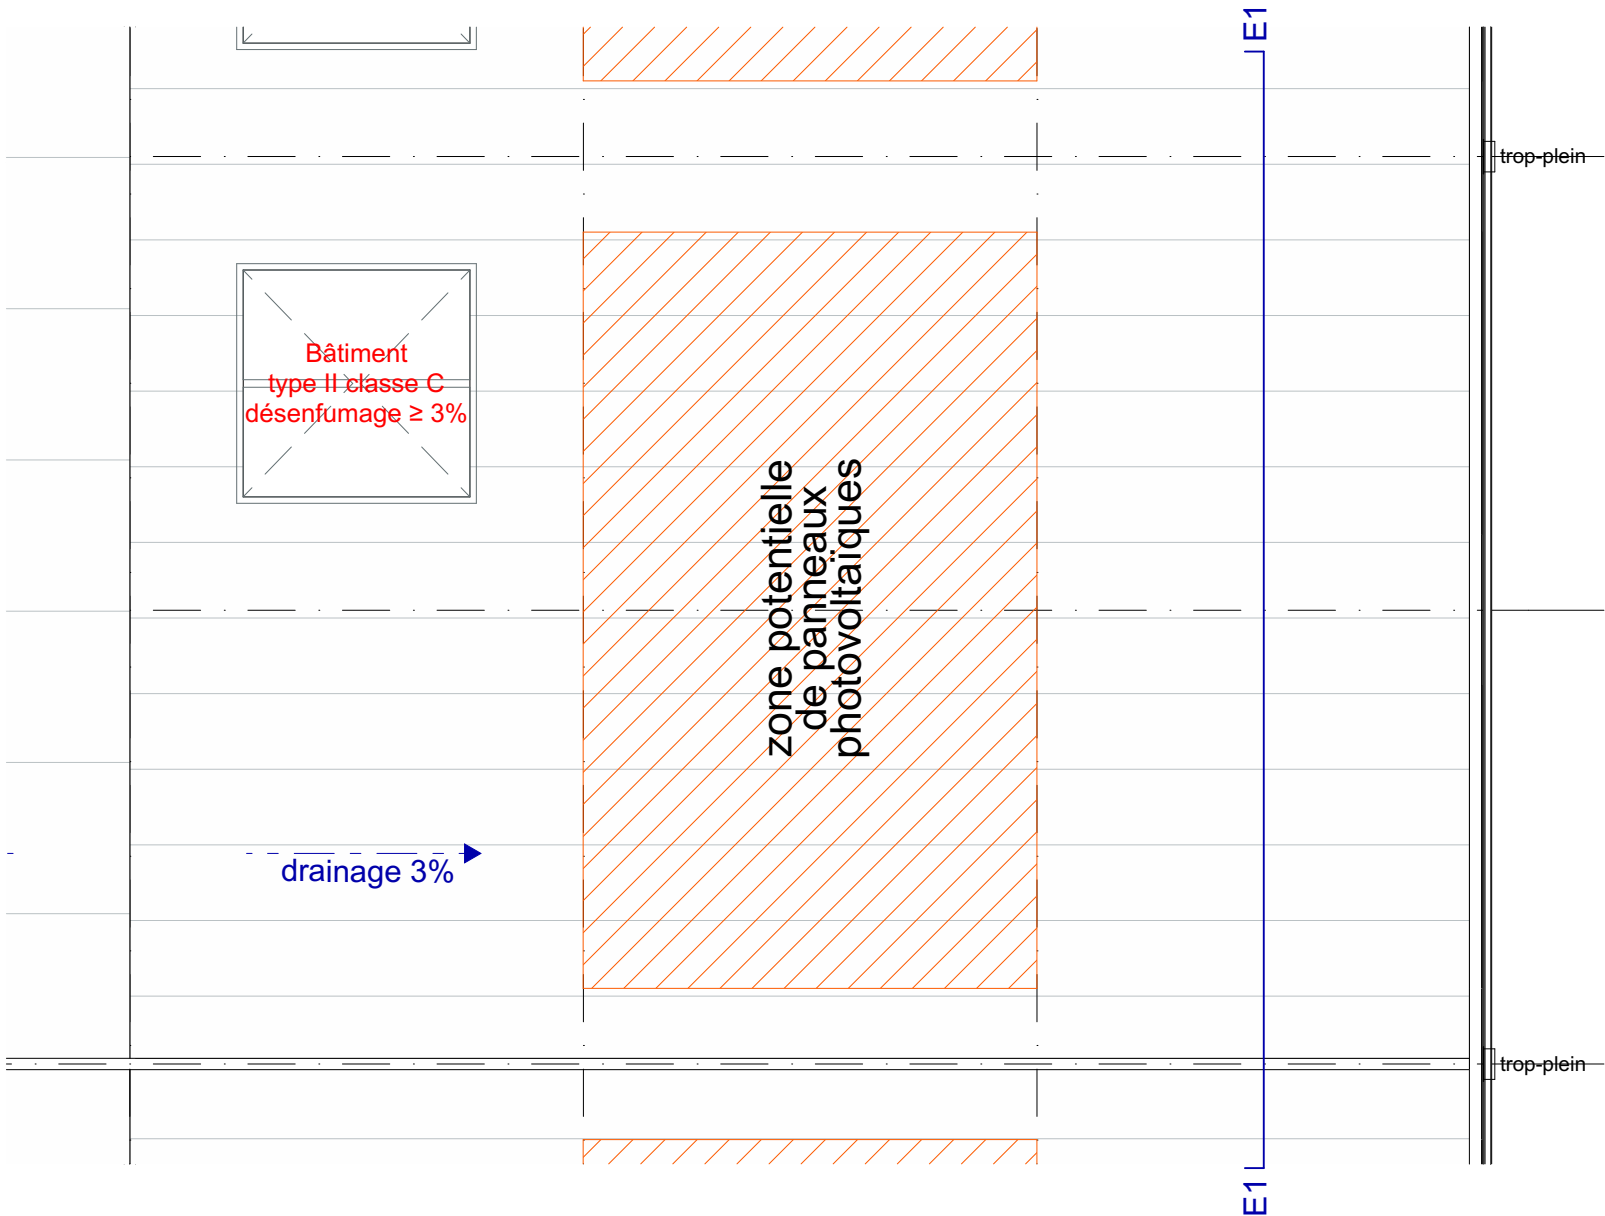 E1
trop-plein
Bâtiment
type II classe C
désenfumage ≥ 3%
zone potentielle
de panneaux
photovoltaïques
drainage 3%
trop-plein
E1